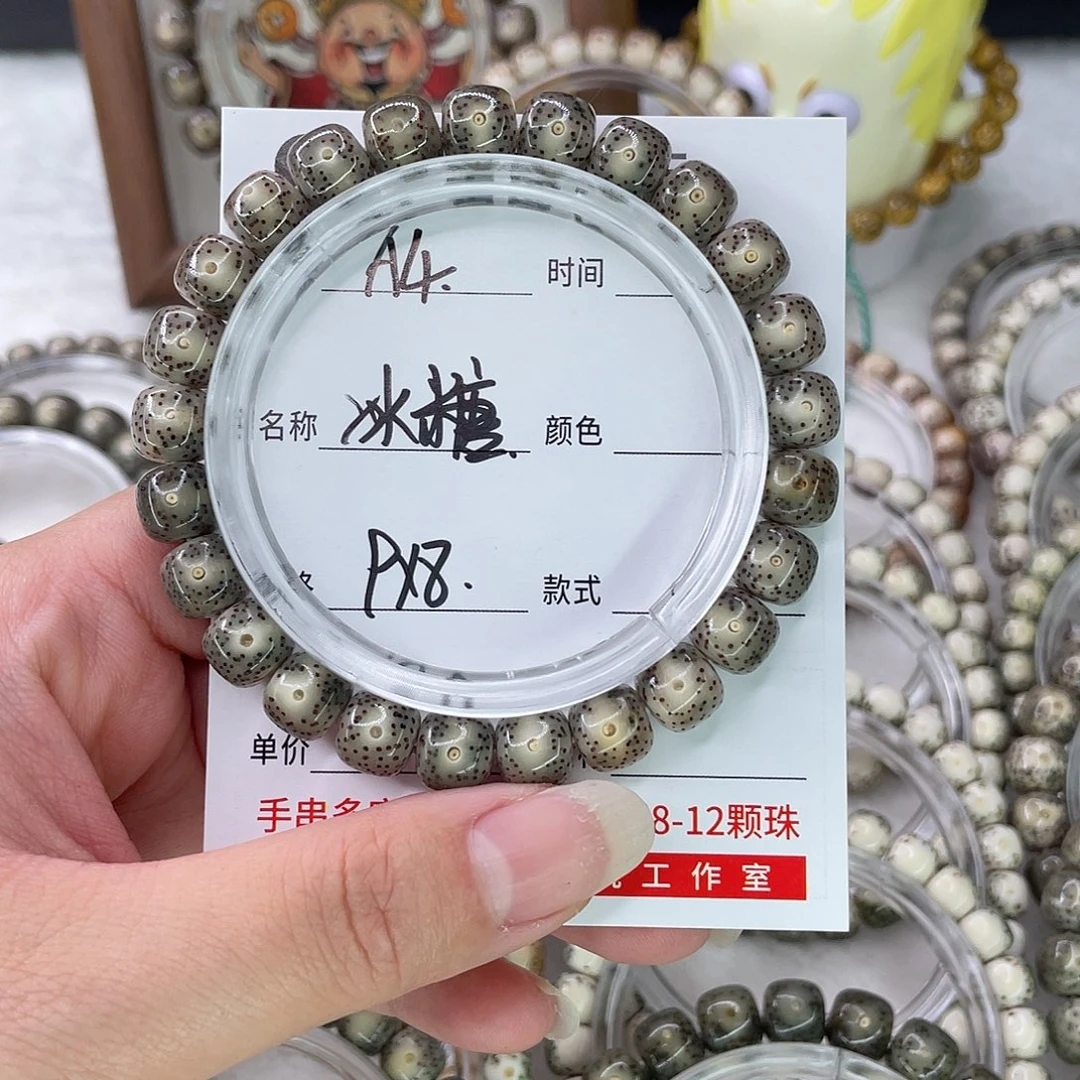 A4. 时间
名称 冰糖. 颜色
PX8. 款式
单价
手串多 8-12颗珠
工作室